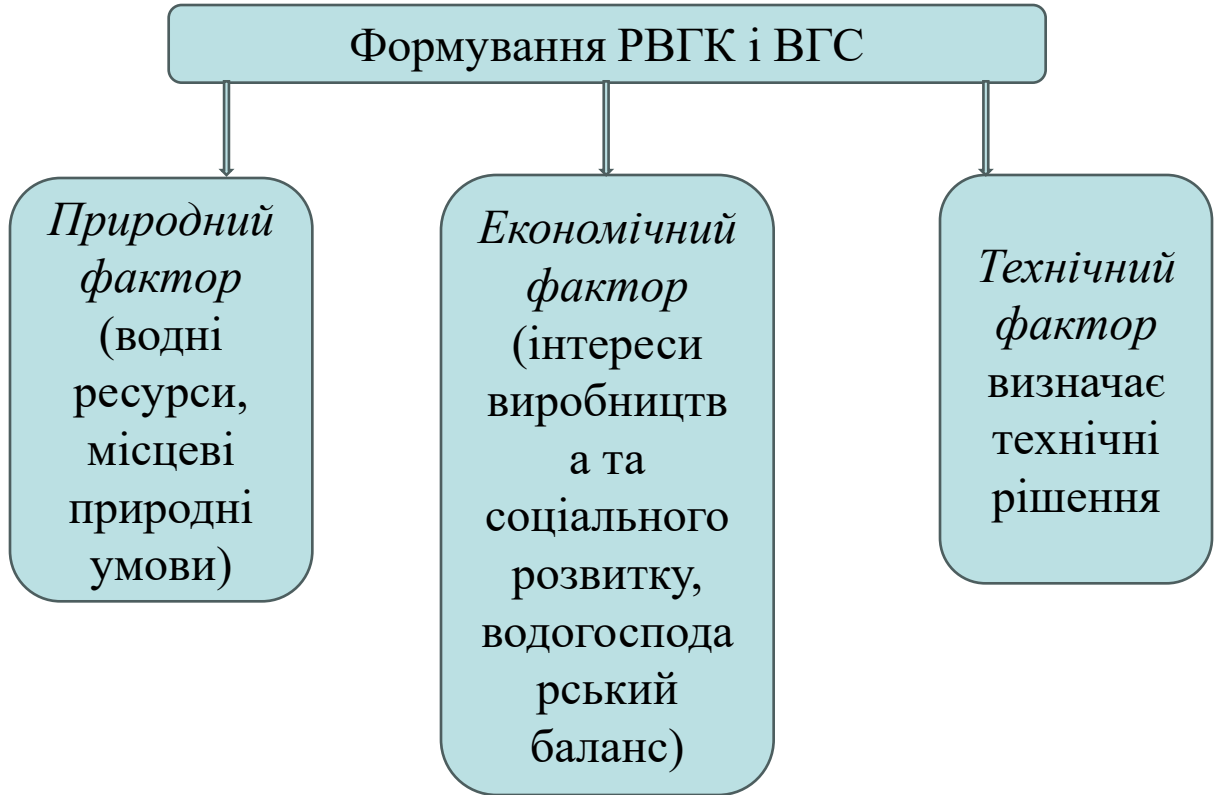 Формування РВГК і ВГС
Природний
фактор
(водні
ресурси,
місцеві
природні
умови)
Економічний
фактор
(інтереси
виробництв
а та
соціального
розвитку,
водогоспода
рський
баланс)
Технічний
фактор
визначає
технічні
рішення